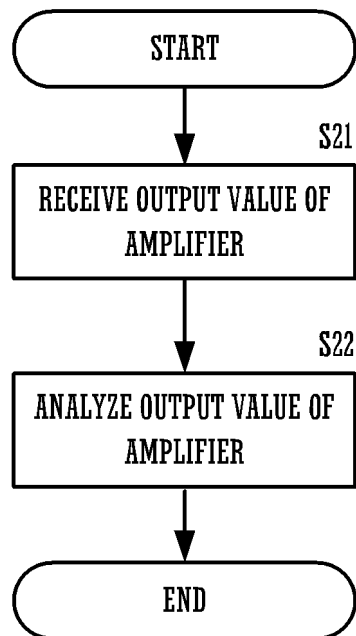 START
S21
RECEIVE OUTPUT VALUE OF
AMPLIFIER
S22
ANALYZE OUTPUT VALUE OF
AMPLIFIER
END